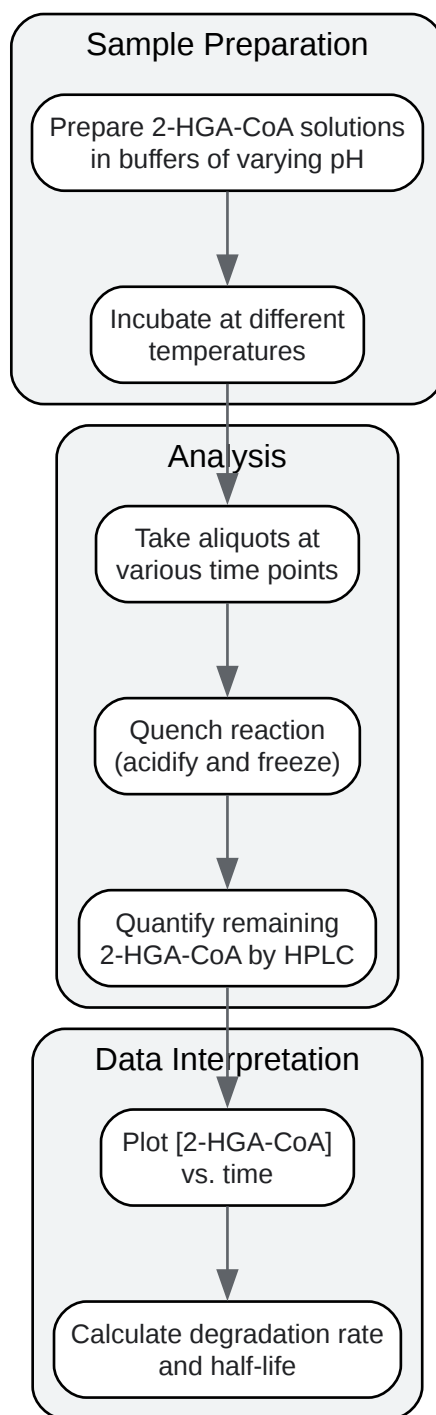 Sample Preparation
Prepare 2-HGA-CoA solutions
in buffers of varying pH
Incubate at different
temperatures
Analysis
Take aliquots at
various time points
Quench reaction
(acidify and freeze)
Quantify remaining
2-HGA-CoA by HPLC
Data Interpretation
Plot [2-HGA-CoA]
vs. time
Calculate degradation rate
and half-life